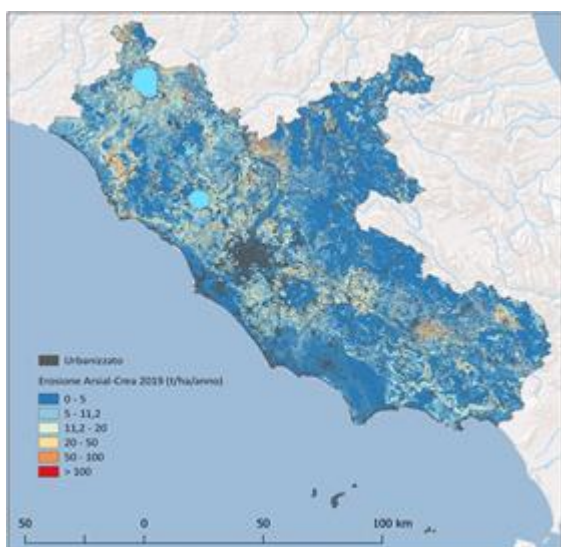 Urbanizzato
Erosione Arsial-Crea 2019 (t/ha/anno)
0 - 5
5 - 11,2
11,2 - 20
20 - 50
50 - 100
> 100
50 0 50 100 km